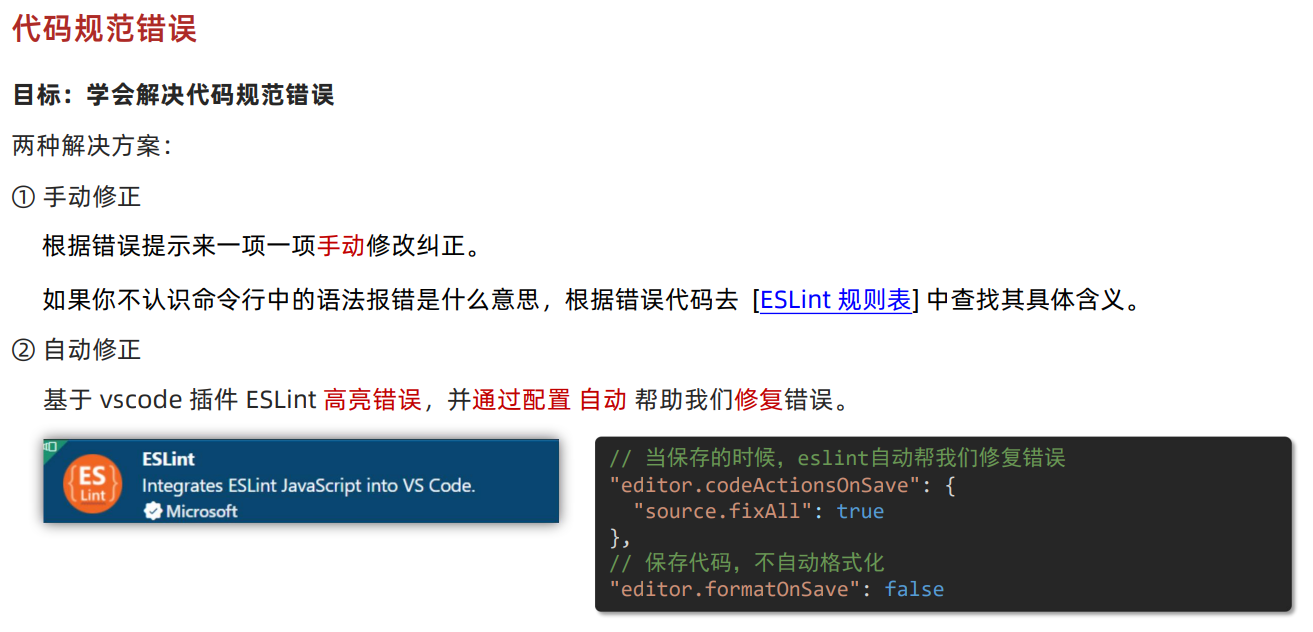 代码规范错误
目标：学会解决代码规范错误
两种解决方案：
① 手动修正
根据错误提示来一项一项手动修改纠正。
如果你不认识命令行中的语法报错是什么意思，根据错误代码去 [ESLint 规则表] 中查找其具体含义。
② 自动修正
基于 vscode 插件 ESLint 高亮错误，并通过配置 自动 帮助我们修复错误。
ES
Lint
ESLint
Integrates ESLint JavaScript into VS Code.
Microsoft
// 当保存的时候，eslint自动帮我们修复错误
"editor.codeActionsOnSave": {
"source.fixAll": true
},
// 保存代码，不自动格式化
"editor.formatOnSave": false